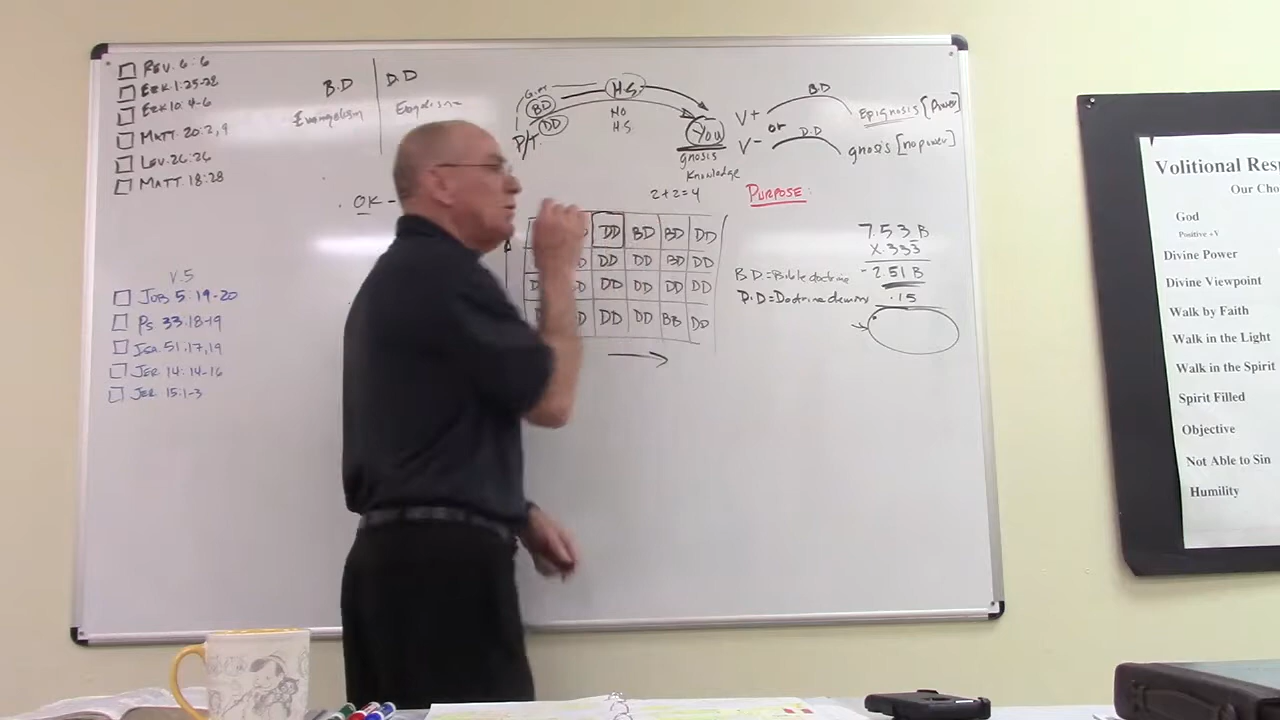 REV. 6:6
EZK. 1:25-28
EZK 10:4-6
MATT. 20:2,9
LEV. 26:26
MATT. 18:28
V.5
JOB 5:19-20
PS 33:18-19
ISA. 51:17,19
JER. 14:14-16
JER. 15:1-3
B.D
D.D
Evangelism
OK -
BD
DD
P/T.
H.S.
NO
H.S
You
gnosis
Knowledge
2+2=4
V+
or
V-
B.D
D.D
Epignosis [Power]
gnosis [no power]
PURPOSE:
DD BD BD DD
DD DD BD DD
DD DD DD DD
DD DD BB DD
B.D.=Bible doctrine
D.D=Doctrine demons
7.53 B
X.333
-2.51 B
.15
Volitional Res
Our Cho
God
Positive +V
Divine Power
Divine Viewpoint
Walk by Faith
Walk in the Light
Walk in the Spirit
Spirit Filled
Objective
Not Able to Sin
Humility